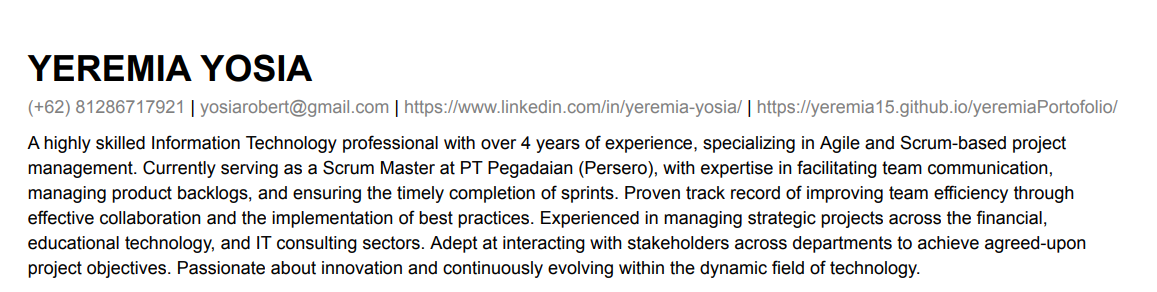 YEREMIA YOSIA
(+62) 81286717921 | yosiarobert@gmail.com | https://www.linkedin.com/in/yeremia-yosia/ | https://yeremia15.github.io/yeremiaPortofolio/
A highly skilled Information Technology professional with over 4 years of experience, specializing in Agile and Scrum-based project
management. Currently serving as a Scrum Master at PT Pegadaian (Persero), with expertise in facilitating team communication,
managing product backlogs, and ensuring the timely completion of sprints. Proven track record of improving team efficiency through
effective collaboration and the implementation of best practices. Experienced in managing strategic projects across the financial,
educational technology, and IT consulting sectors. Adept at interacting with stakeholders across departments to achieve agreed-upon
project objectives. Passionate about innovation and continuously evolving within the dynamic field of technology.